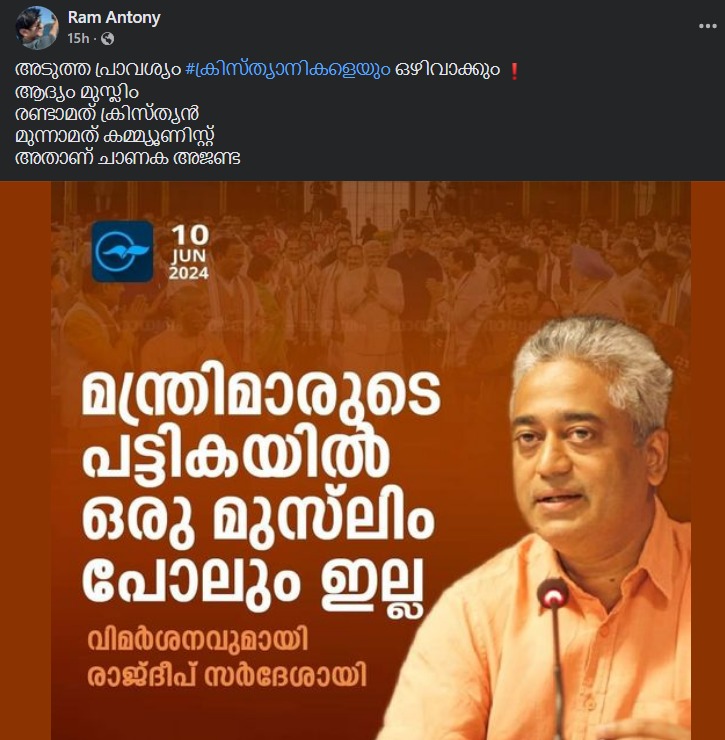 Ram Antony
15h ·
അടുത്ത പ്രാവശ്യം #ക്രിസ്ത്യാനികളെയും ഒഴിവാക്കും ❗
ആദ്യം മുസ്ലിം
രണ്ടാമത് ക്രിസ്ത്യൻ
മുന്നാമത് കമ്മ്യൂണിസ്റ്റ്
അതാണ് ചാണക അജണ്ട
10
JUN
2024
മന്ത്രിമാരുടെ
പട്ടികയിൽ
ഒരു മുസ്‌ലിം
പോലും ഇല്ല
വിമർശനവുമായി
രാജ്ദീപ് സർദേശായി